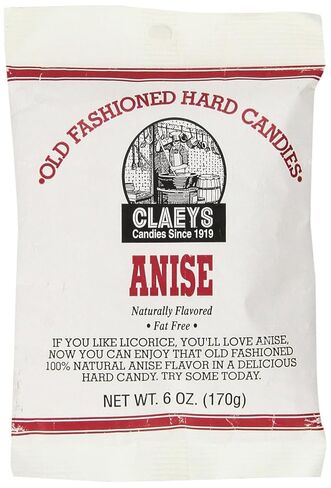 •OLD FASHIONED HARD CANDIES•
CLAEYS
Candies Since 1919
ANISE
Naturally Flavored
• Fat Free •
IF YOU LIKE LICORICE, YOU'LL LOVE ANISE,
NOW YOU CAN ENJOY THAT OLD FASHIONED
100% NATURAL ANISE FLAVOR IN A DELICIOUS
HARD CANDY. TRY SOME TODAY.
NET WT. 6 OZ. (170g)